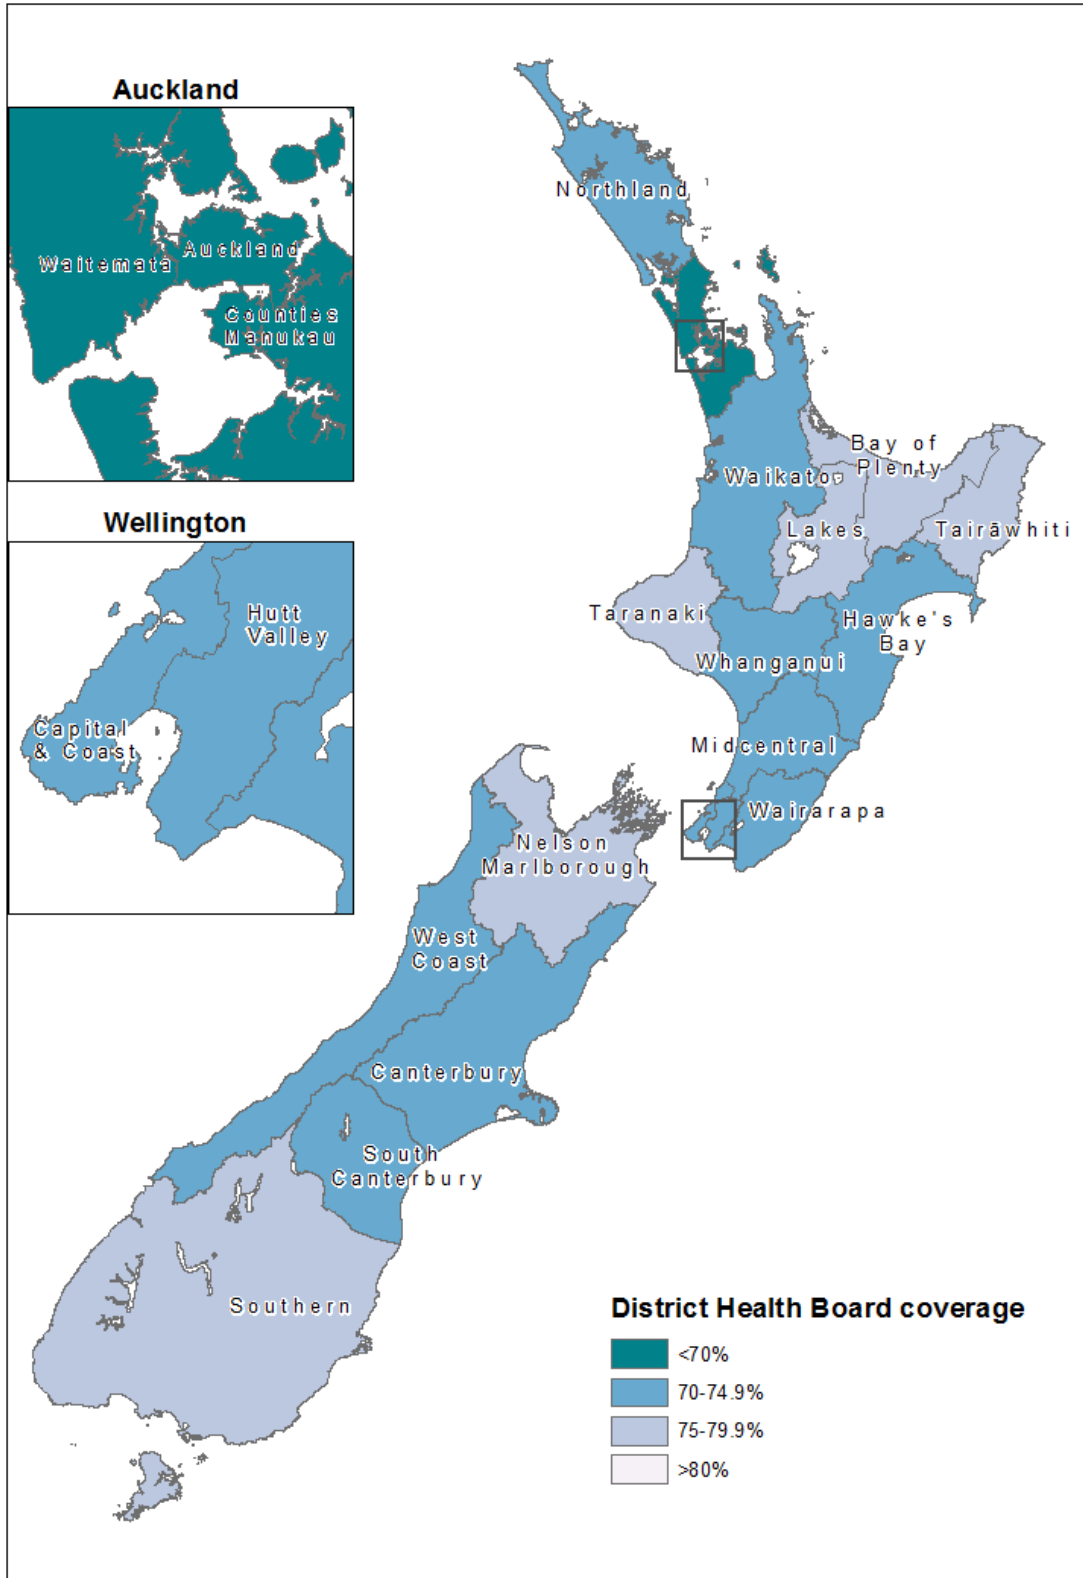 Auckland
Waitemata
Auckland
Counties
Manukau
Wellington
Hutt
Valley
Capital
& Coast
Northland
Waikato
Bay of
Plenty
Lakes
Tairāwhiti
Taranaki
Hawke's
Bay
Whanganui
Midcentral
Wairarapa
Nelson
Marlborough
West
Coast
Canterbury
South
Canterbury
Southern
District Health Board coverage
<70%
70-74.9%
75-79.9%
>80%